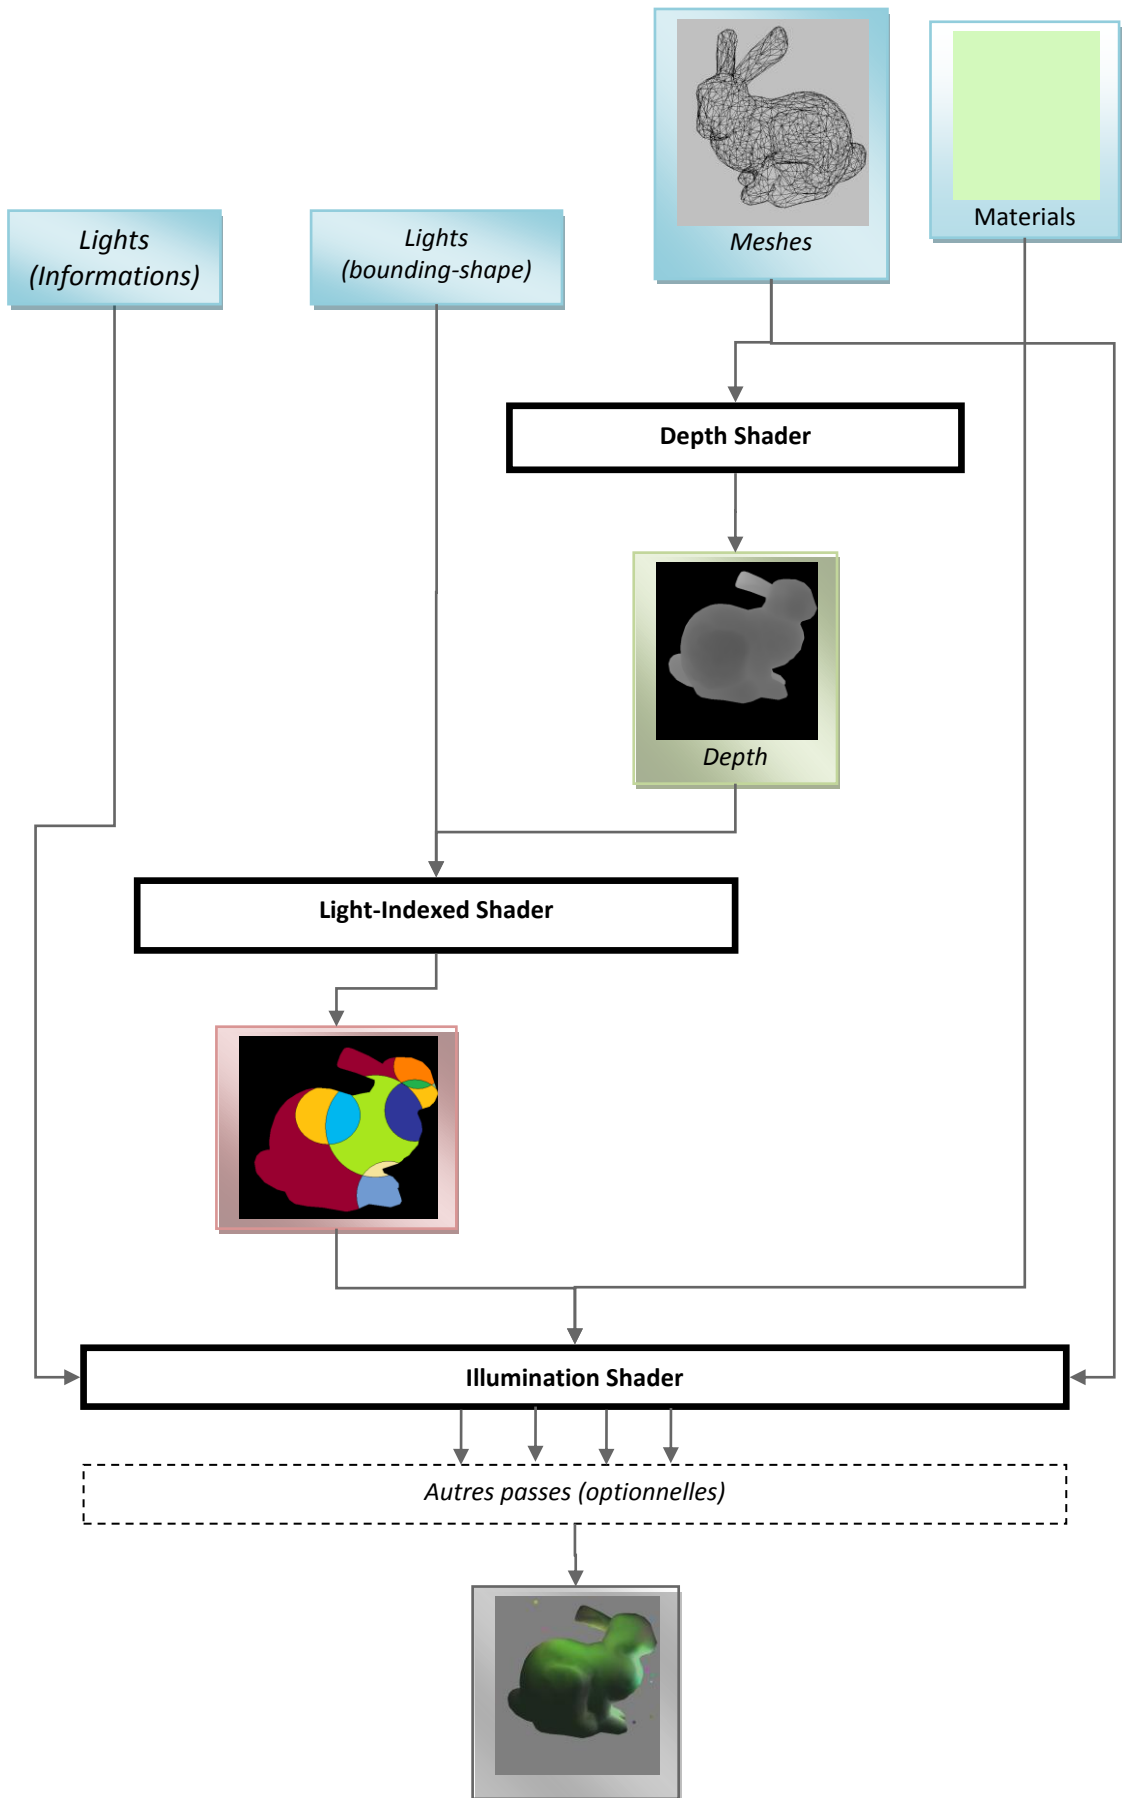 Meshes
Materials
Lights
(Informations)
Lights
(bounding-shape)
Depth Shader
Depth
Light-Indexed Shader
Illumination Shader
Autres passes (optionnelles)